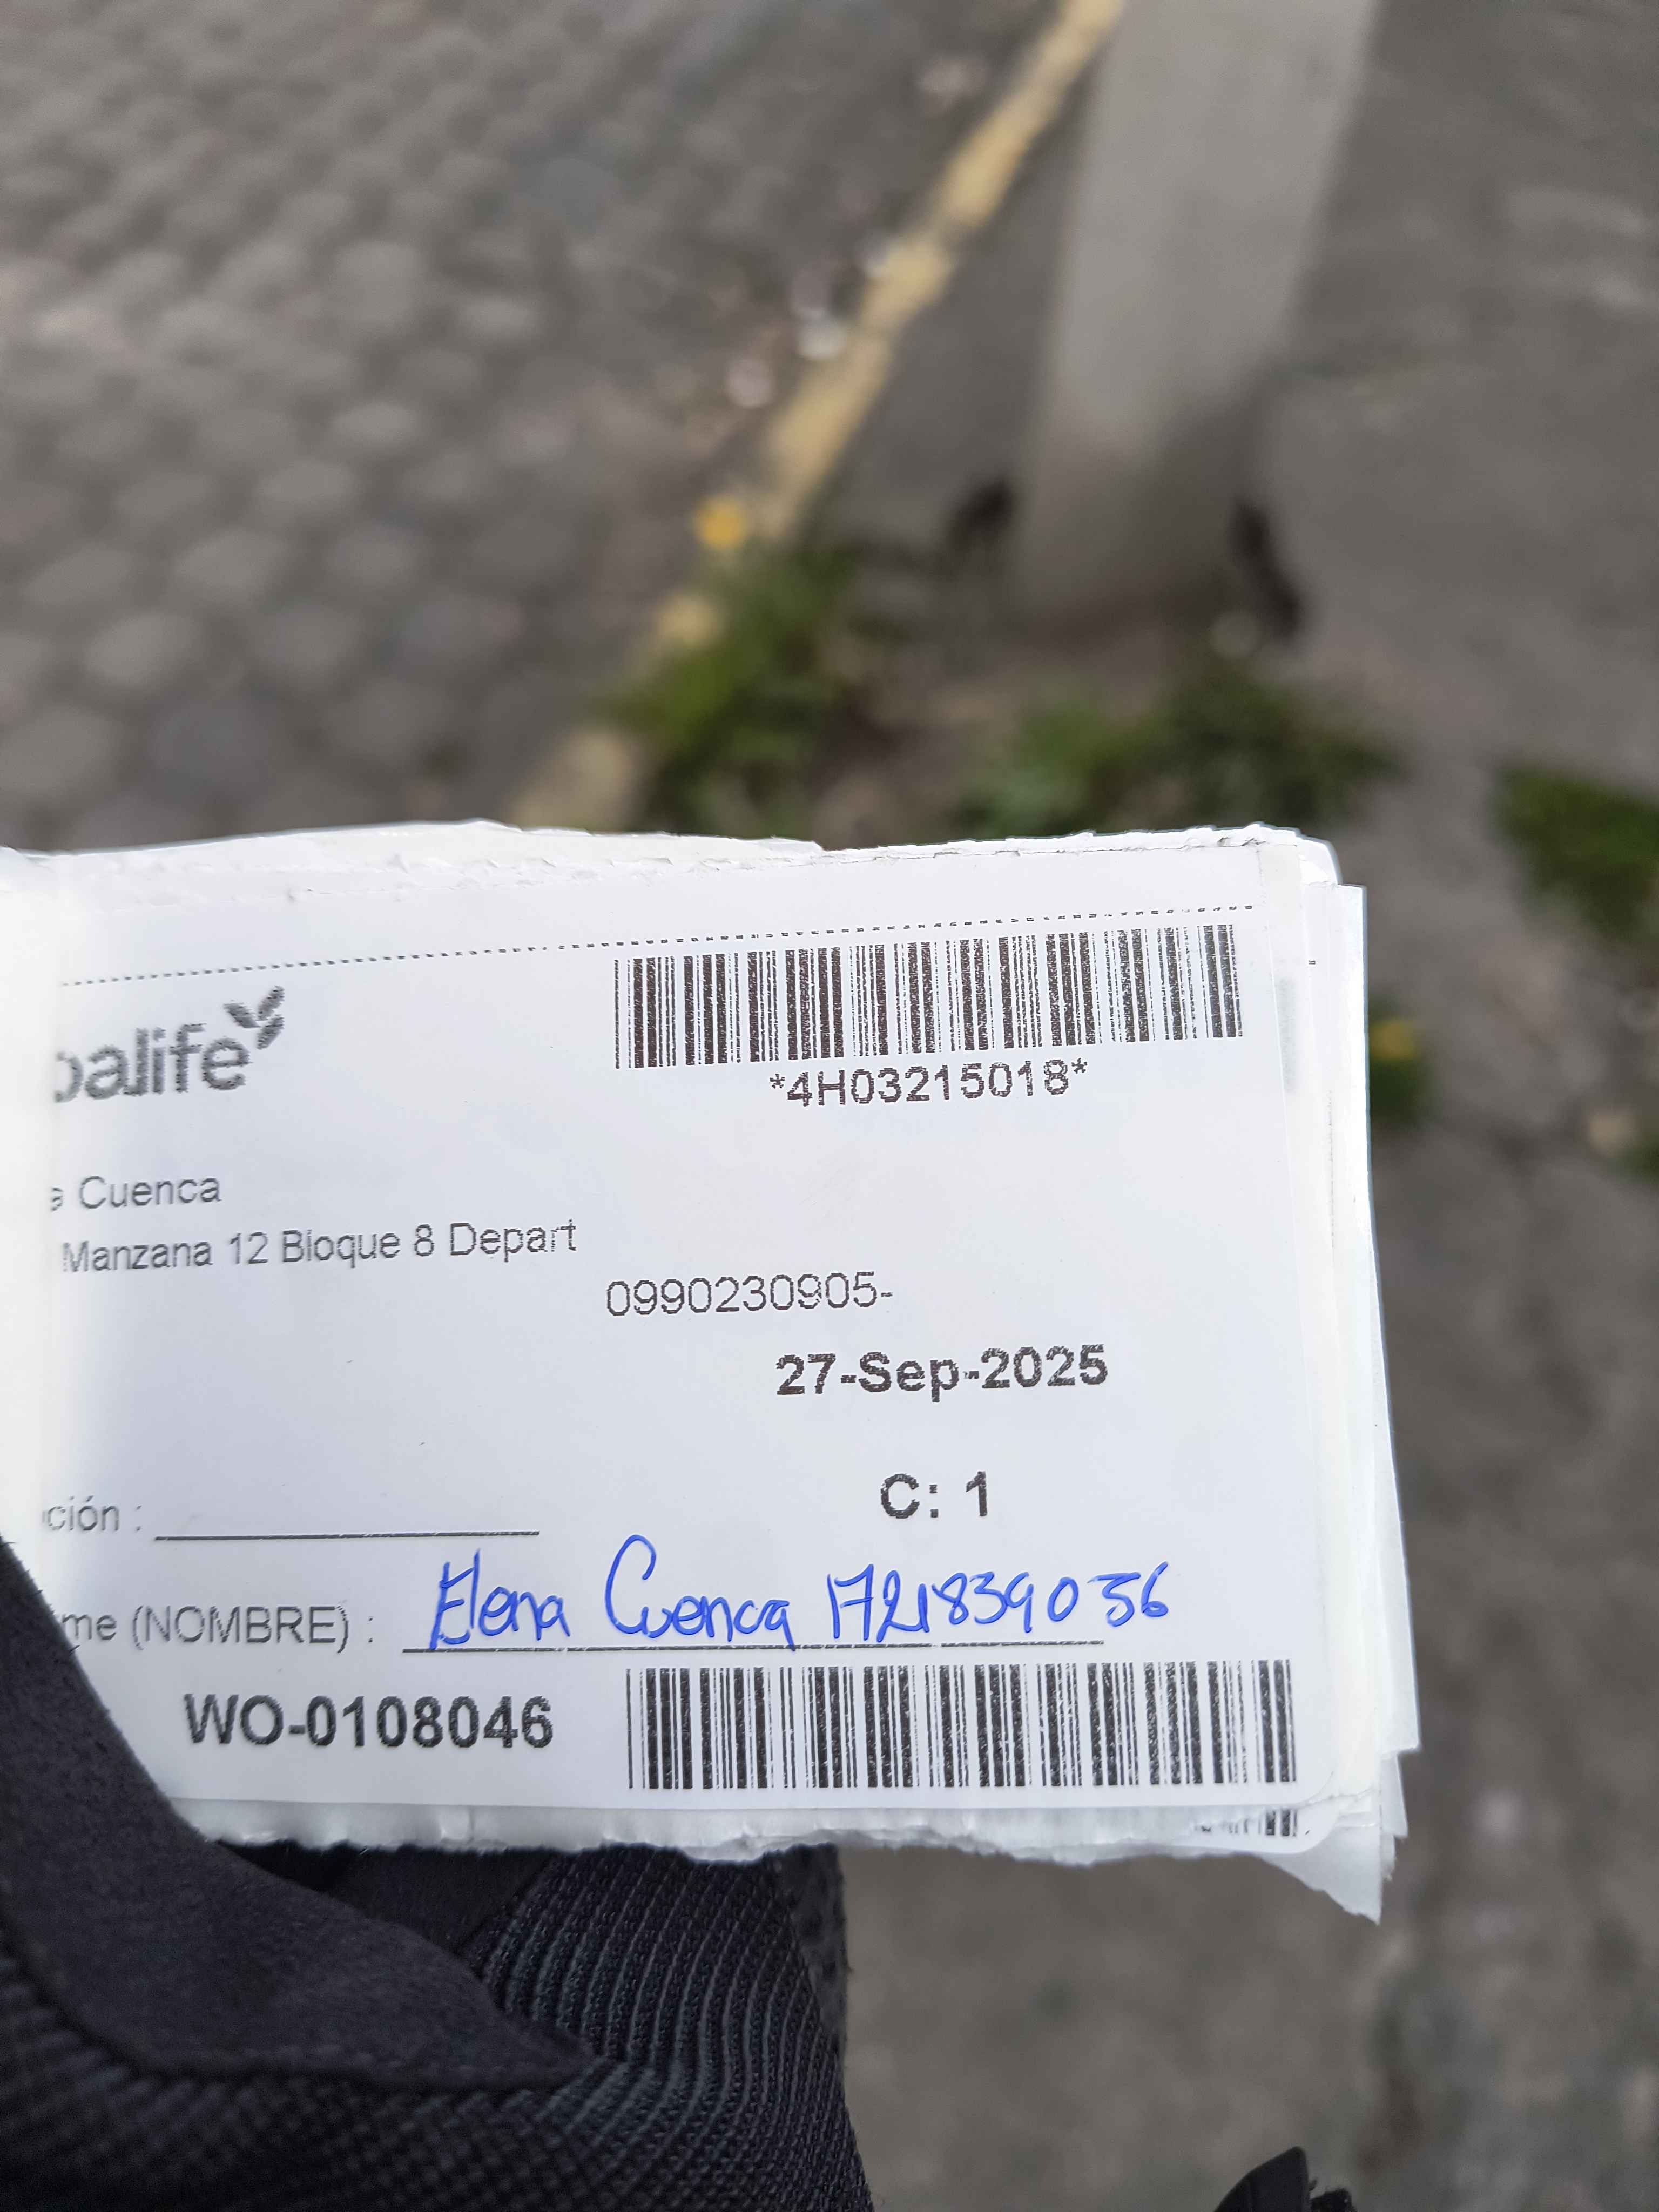 balife
*4H03215018*
Cuenca
Manzana 12 Bloque 8 Depart
0990230905-
27-Sep-2025
C: 1
ción :
me (NOMBRE) : Elena Cuenca 1721839036
WO-0108046